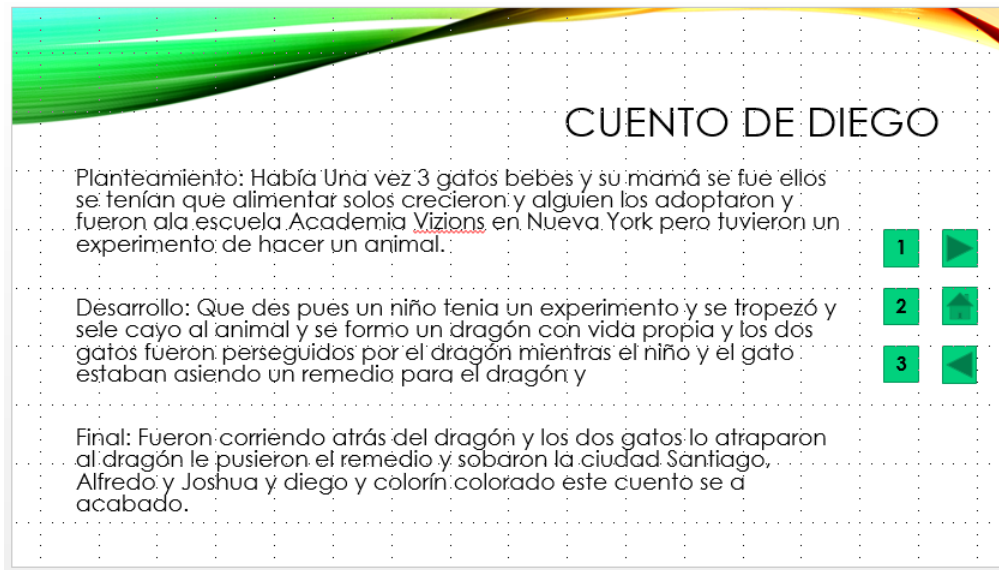 CUENTO DE DIEGO
Planteamiento: Había Una vez 3 gatos bebes y su mamá se fue ellos
se tenían que alimentar solos crecieron y alguien los adoptaron y
fueron ala escuela Academia Vizions en Nueva York pero tuvieron un
experimento de hacer un animal.
Desarrollo: Que des pues un niño tenia un experimento y se tropezó y
sele cayo al animal y se formo un dragón con vida propia y los dos
gatos fueron perseguidos por el dragón mientras el niño y el gato
estaban asiendo un remedio para el dragón y
Final: Fueron corriendo atrás del dragón y los dos gatos lo atraparon
al dragón le pusieron el remedio y sobaron la ciudad Santiago,
Alfredo y Joshua y diego y colorín colorado este cuento se a
acabado.
1
2
3